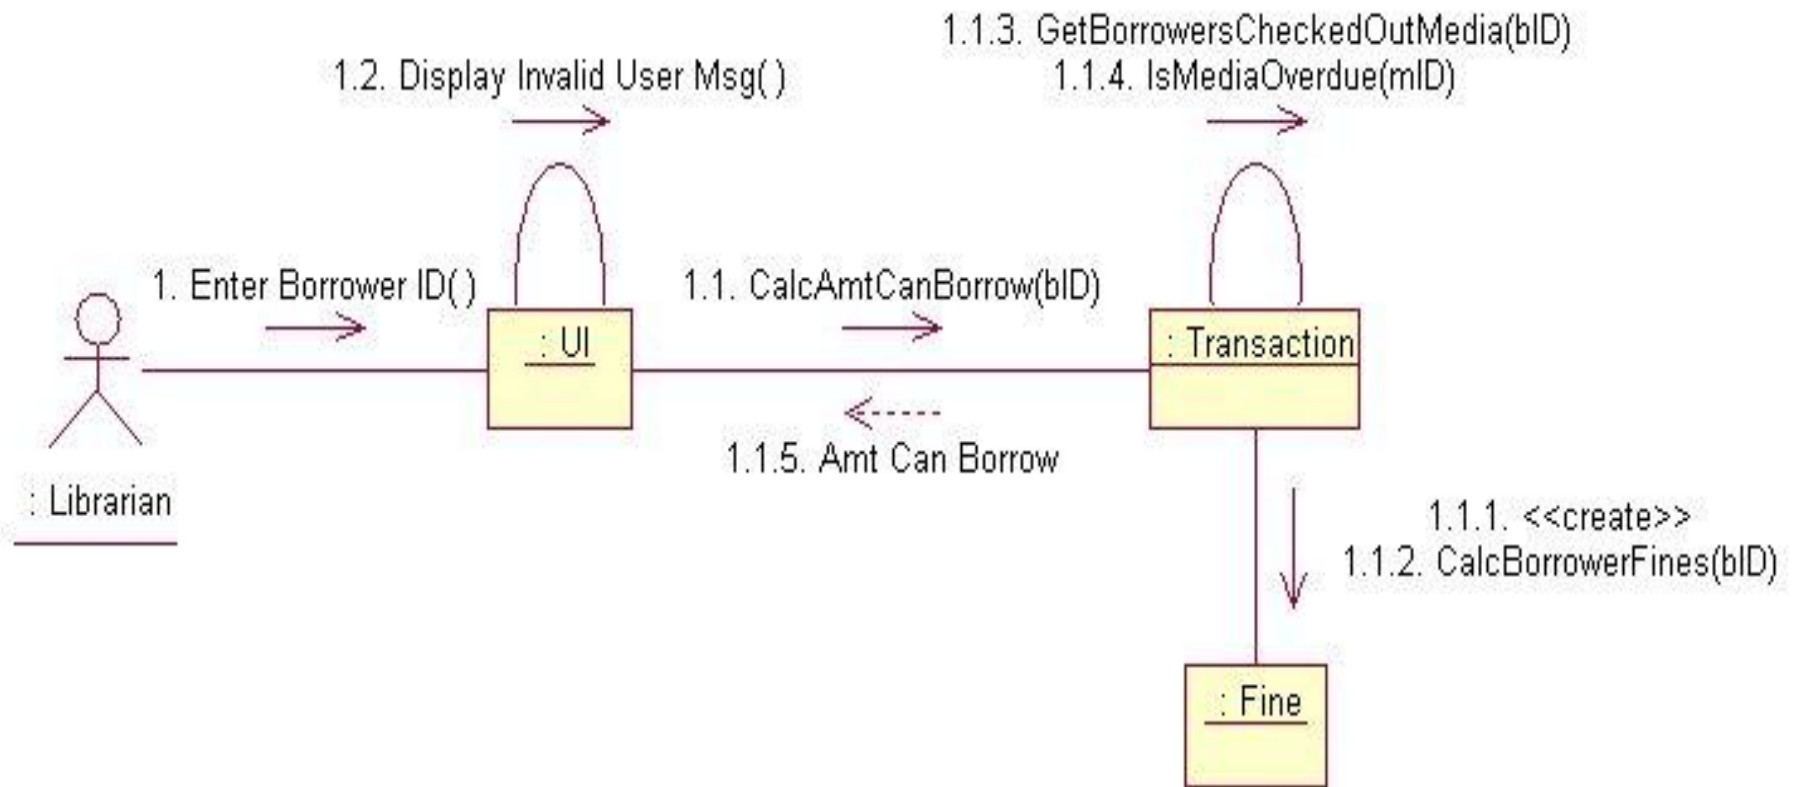 1.1.3. GetBorrowersCheckedOutMedia(bID)
1.2. Display Invalid User Msg( )
1.1.4. IsMediaOverdue(mID)
1. Enter Borrower ID( )
1.1. CalcAmtCanBorrow(bID)
: UI
: Transaction
1.1.5. Amt Can Borrow
: Librarian
1.1.1. <<create>>
1.1.2. CalcBorrowerFines(bID)
: Fine